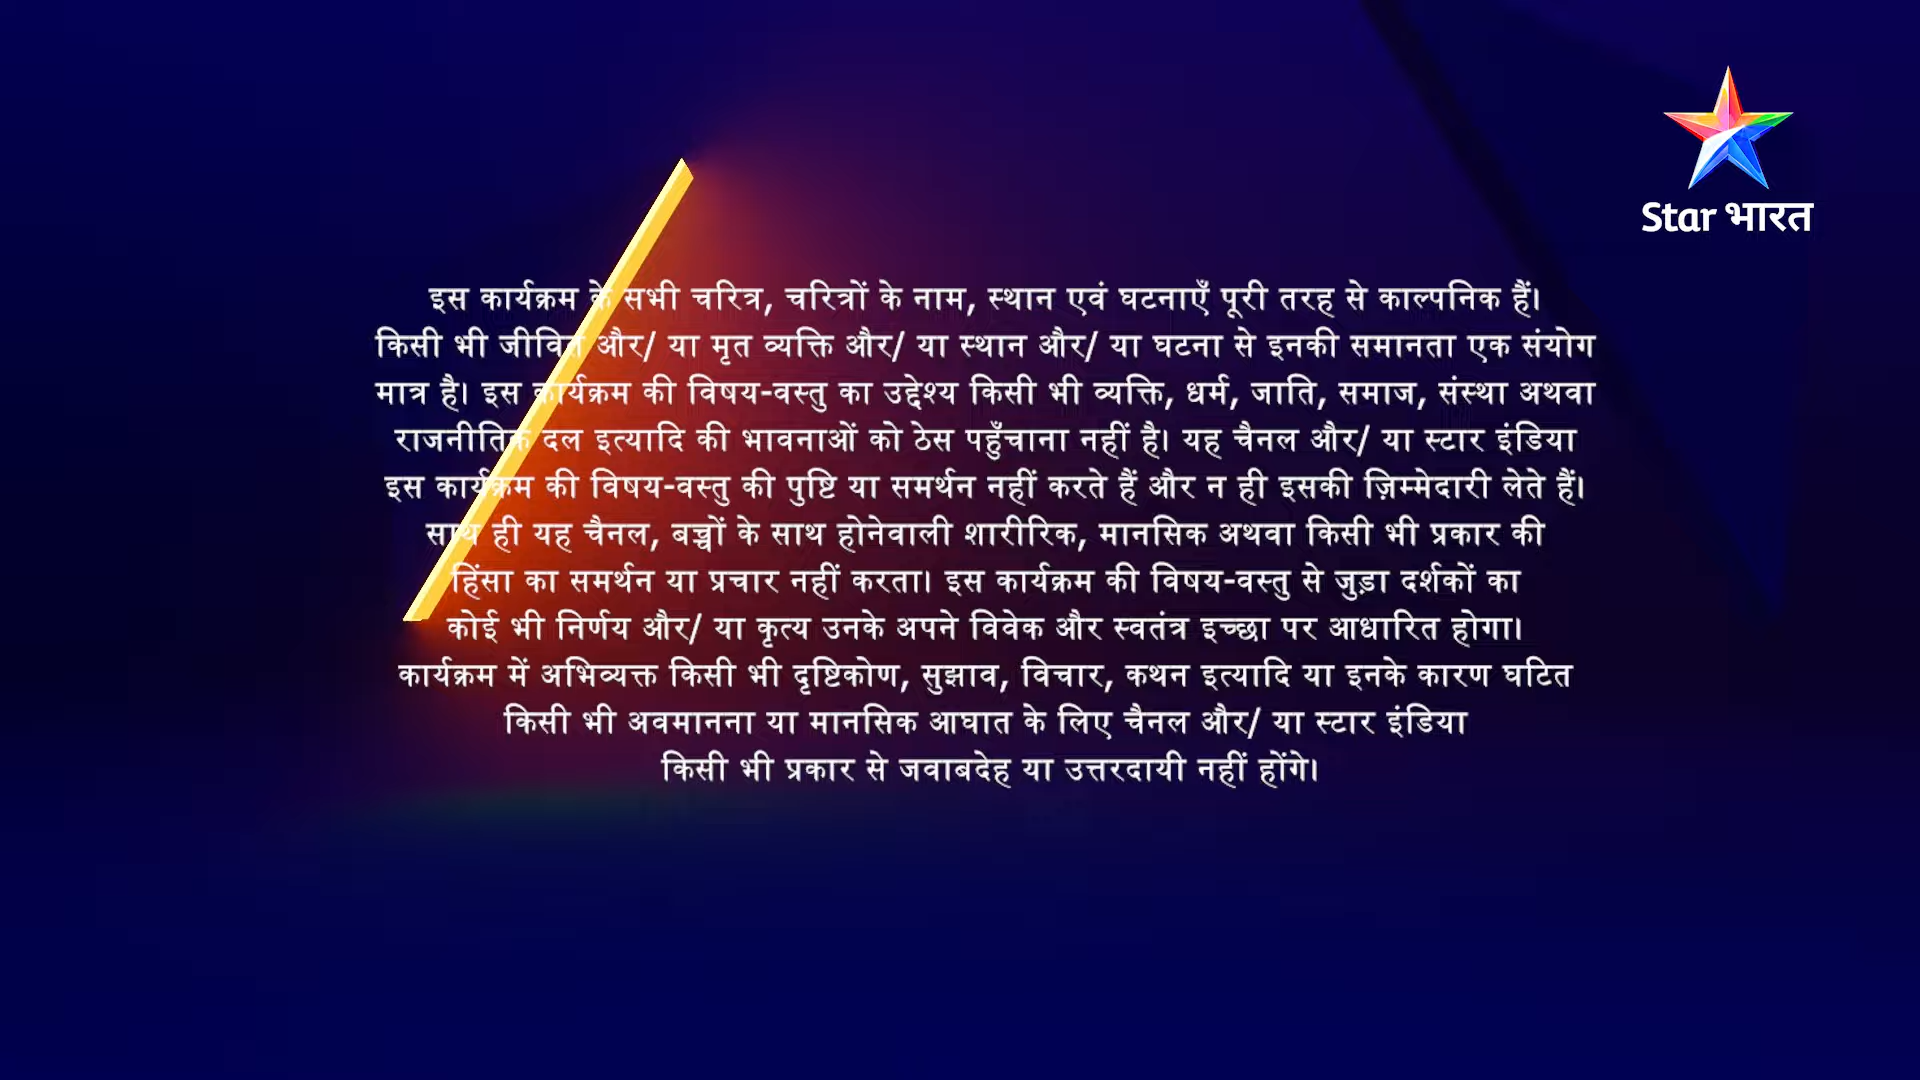 Star भारत
इस कार्यक्रम के सभी चरित्र, चरित्रों के नाम, स्थान एवं घटनाएँ पूरी तरह से काल्पनिक हैं।
किसी भी जीवित और/ या मृत व्यक्ति और/ या स्थान और/ या घटना से इनकी समानता एक संयोग
मात्र है। इस कार्यक्रम की विषय-वस्तु का उद्देश्य किसी भी व्यक्ति, धर्म, जाति, समाज, संस्था अथवा
राजनीतिक दल इत्यादि की भावनाओं को ठेस पहुँचाना नहीं है। यह चैनल और/ या स्टार इंडिया
इस कार्यक्रम की विषय-वस्तु की पुष्टि या समर्थन नहीं करते हैं और न ही इसकी ज़िम्मेदारी लेते हैं।
साथ ही यह चैनल, बच्चों के साथ होनेवाली शारीरिक, मानसिक अथवा किसी भी प्रकार की
हिंसा का समर्थन या प्रचार नहीं करता। इस कार्यक्रम की विषय-वस्तु से जुड़ा दर्शकों का
कोई भी निर्णय और/ या कृत्य उनके अपने विवेक और स्वतंत्र इच्छा पर आधारित होगा।
कार्यक्रम में अभिव्यक्त किसी भी दृष्टिकोण, सुझाव, विचार, कथन इत्यादि या इनके कारण घटित
किसी भी अवमानना या मानसिक आघात के लिए चैनल और/ या स्टार इंडिया
किसी भी प्रकार से जवाबदेह या उत्तरदायी नहीं होंगे।